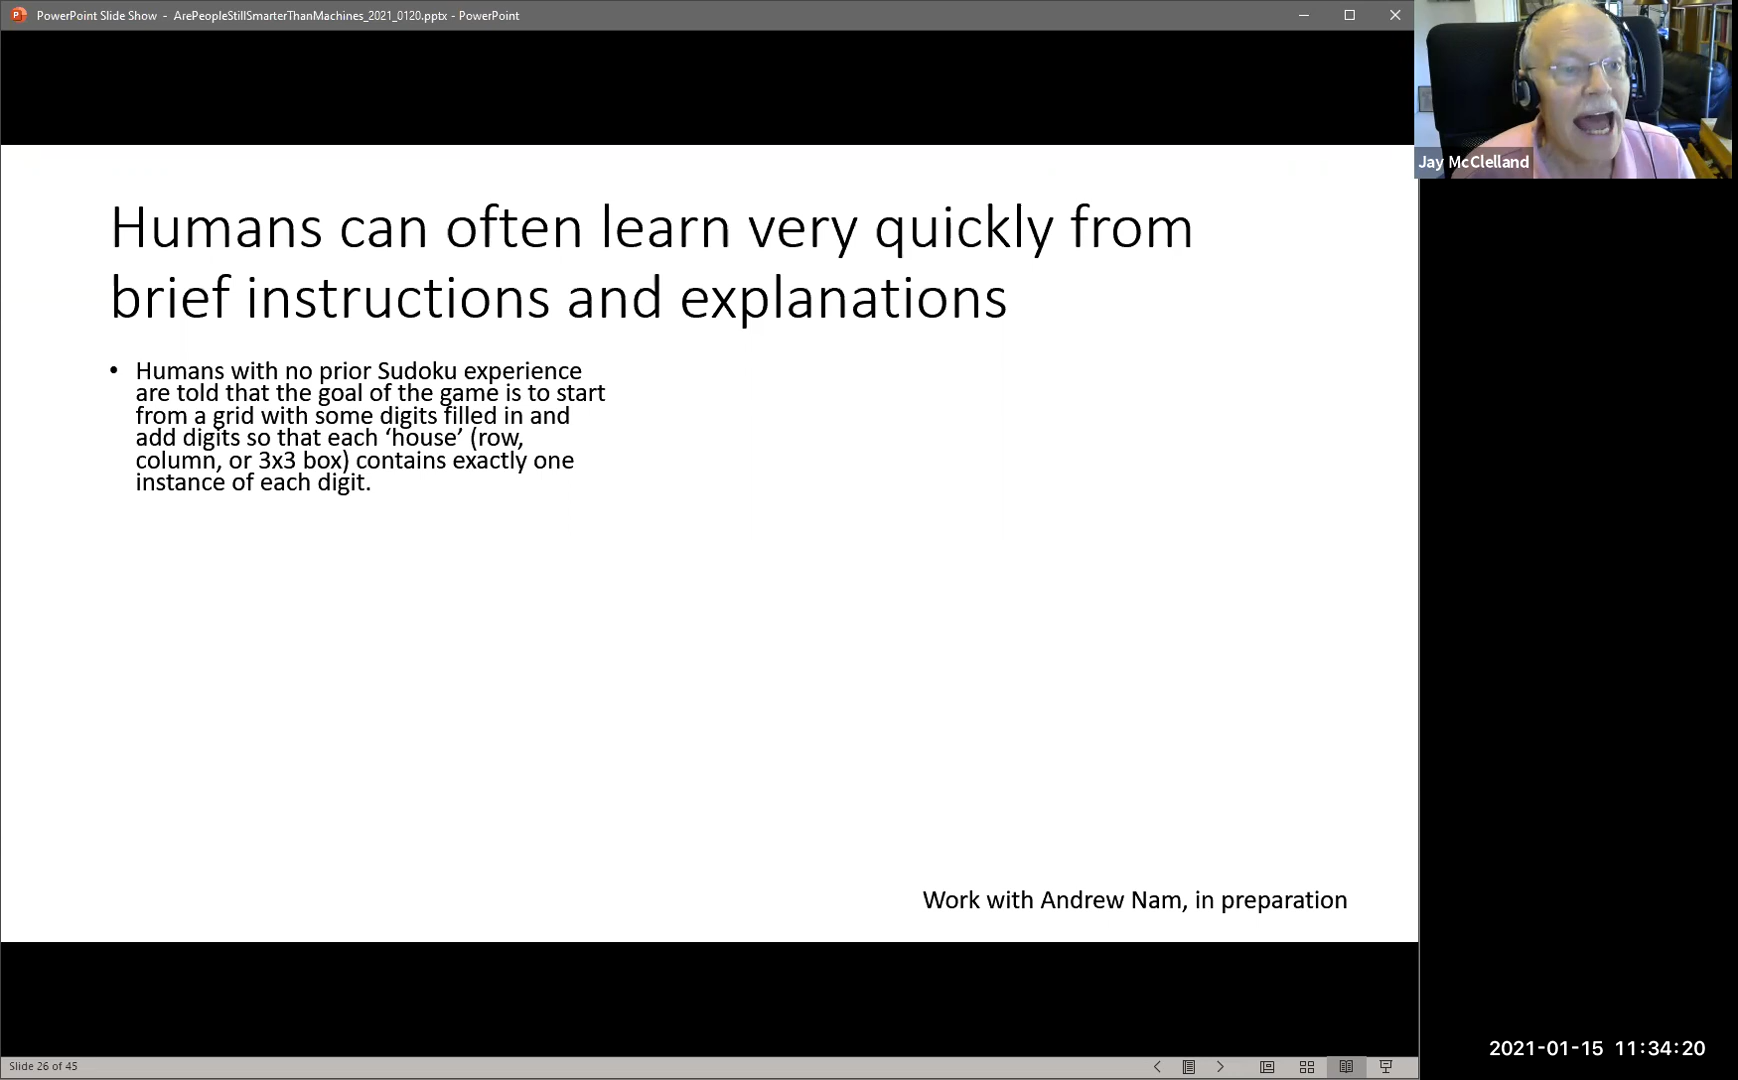 PowerPoint Slide Show - ArePeopleStillSmarterThanMachines_2021_0120.pptx - PowerPoint
Jay McClelland
Humans can often learn very quickly from
brief instructions and explanations
• Humans with no prior Sudoku experience
are told that the goal of the game is to start
from a grid with some digits filled in and
add digits so that each ‘house’ (row,
column, or 3x3 box) contains exactly one
instance of each digit.
Work with Andrew Nam, in preparation
2021-01-15 11:34:20
Slide 26 of 45